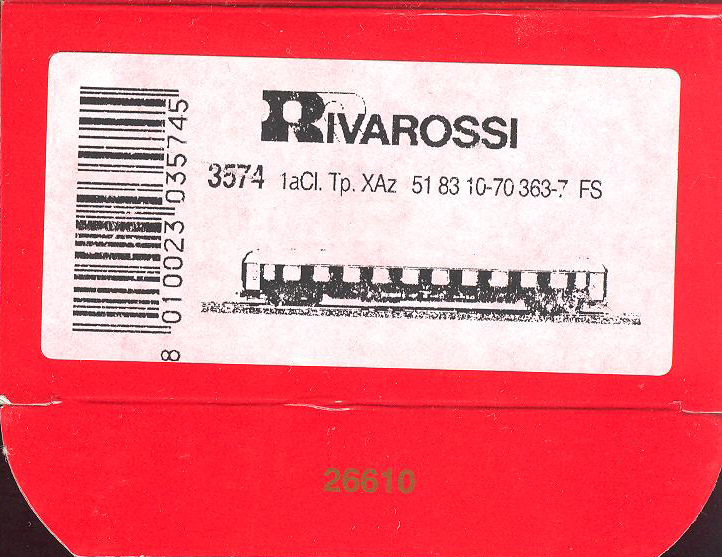 RIVAROSSI
3574 1aCl. Tp. XAz 51 83 10-70 363-7 FS
8 010023 035745
26610